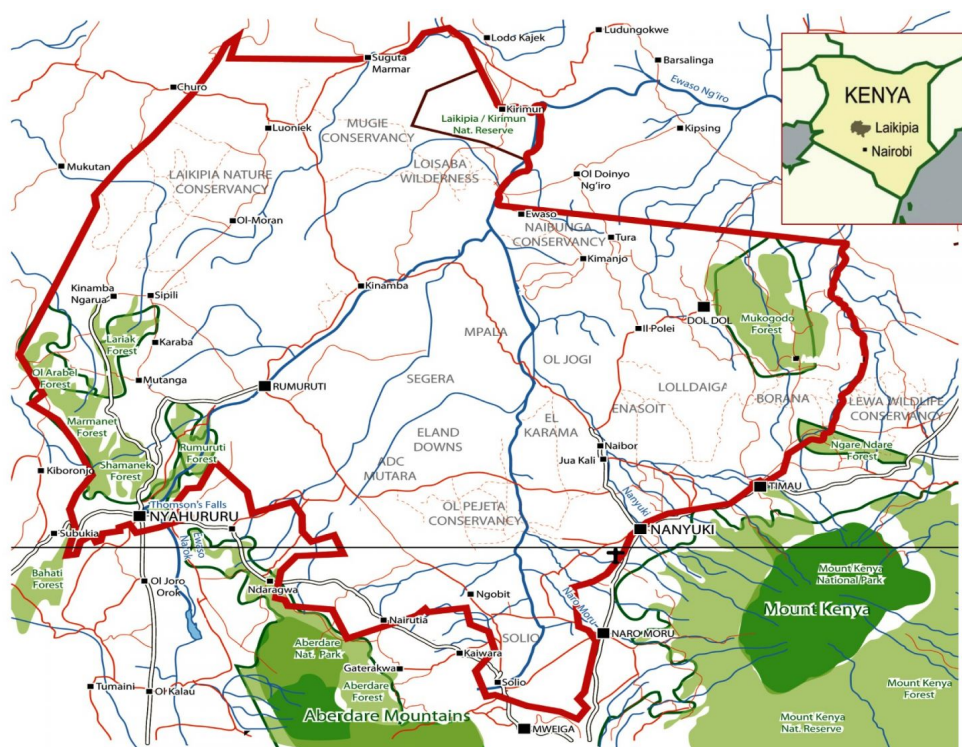 Lodo Kajek
Ludungokwe
Suguta
Marmar
Barsalinga
Churo
Ewaso Ng'iro
Kirimun
Laikipia / Kirimun
Nat. Reserve
Luoniek
MUGIE
CONSERVANCY
Kipsing
KENYA
Laikipia
Nairobi
Mukutan
LAIKIPIA NATURE
CONSERVANCY
LOISABA
WILDERNESS
Ol Doinyo
Ng'iro
Ol-Moran
Ewaso
NAIBUNGA
CONSERVANCY
Tura
Kimanjo
Kinamba
Ngarua
Sipili
Kinamba
DOL DOL
Mukogodo
Forest
Il Polei
MPALA
Lariak
Forest
Karaba
OL JOGI
Ol Arabel
Forest
Mutanga
RUMURUTI
SEGERA
LOLLDAIGA
BORANA
LEWA WILDLIFE
CONSERVANCY
ENASOIT
Marmanet
Forest
EL
KARAMA
ELAND
DOWNS
Rumuruti
Forest
Naibor
Ngare Ndare
Forest
Kiboronjo
Shamanek
Forest
ADC
MUTARA
Jua Kali
TIMAU
Thomson's Falls
NYAHURURU
OL PEJETA
CONSERVANCY
Nanyuki
NANYUKI
Subukia
Ewaso
Narok
Bahati
Forest
Ol Joro
Orok
Ndaragwa
Ngobit
Naro Moru
Mount Kenya
National Park
Mount Kenya
Nairutia
SOLIO
NARO MORU
Aberdare
Nat. Park
Kaiwara
Gaterakwa
Solio
Tumaini
Ol Kalau
Aberdare
Forest
Aberdare Mountains
MWEIGA
Mount Kenya
Forest
Mount Kenya
Nat. Reserve